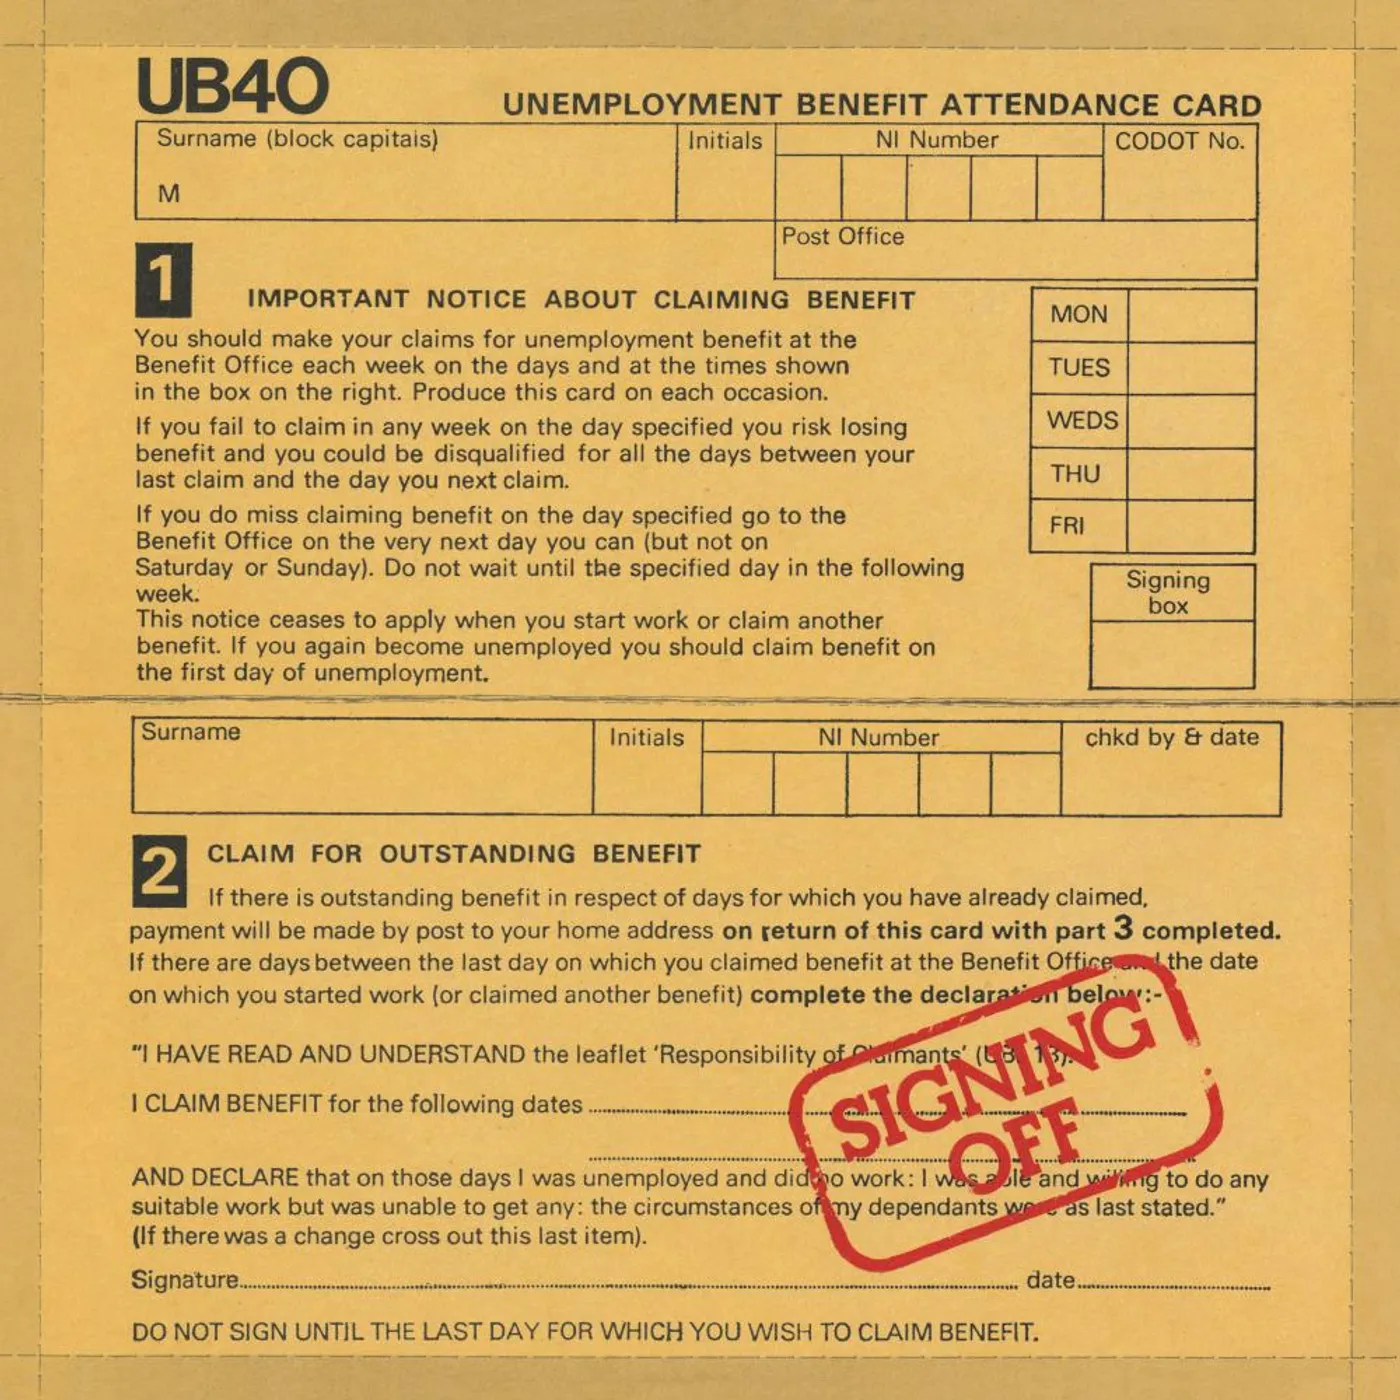 UB40
UNEMPLOYMENT BENEFIT ATTENDANCE CARD
Surname (block capitals)
Initials
NI Number
CODOT No.
M
Post Office
1
IMPORTANT NOTICE ABOUT CLAIMING BENEFIT
You should make your claims for unemployment benefit at the
Benefit Office each week on the days and at the times shown
in the box on the right. Produce this card on each occasion.
If you fail to claim in any week on the day specified you risk losing
benefit and you could be disqualified for all the days between your
last claim and the day you next claim.
If you do miss claiming benefit on the day specified go to the
Benefit Office on the very next day you can (but not on
Saturday or Sunday). Do not wait until the specified day in the following
week.
This notice ceases to apply when you start work or claim another
benefit. If you again become unemployed you should claim benefit on
the first day of unemployment.
MON
TUES
WEDS
THU
FRI
Signing
box
Surname
Initials
NI Number
chkd by & date
2
CLAIM FOR OUTSTANDING BENEFIT
If there is outstanding benefit in respect of days for which you have already claimed,
payment will be made by post to your home address on return of this card with part 3 completed.
If there are days between the last day on which you claimed benefit at the Benefit Office and the date
on which you started work (or claimed another benefit) complete the declaration below:-
"I HAVE READ AND UNDERSTAND the leaflet 'Responsibility of Claimants' (UBL 18).
I CLAIM BENEFIT for the following dates
AND DECLARE that on those days I was unemployed and did no work: I was able and willing to do any
suitable work but was unable to get any: the circumstances of my dependants were as last stated."
(If there was a change cross out this last item).
Signature date
DO NOT SIGN UNTIL THE LAST DAY FOR WHICH YOU WISH TO CLAIM BENEFIT.
SIGNING
OFF